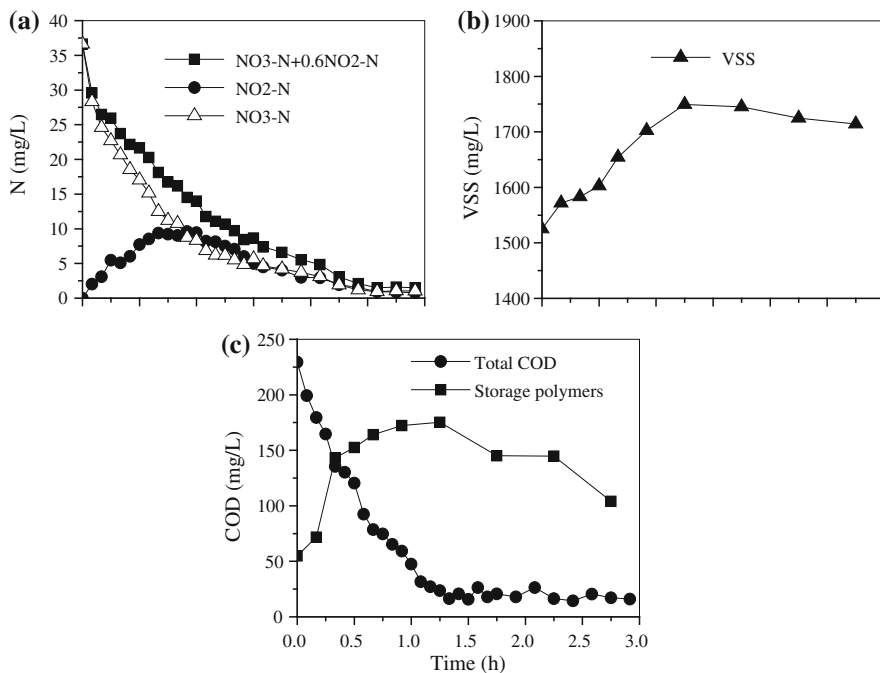 (a)
N (mg/L)
40
35
30
25
20
15
10
5
0
NO3-N+0.6NO2-N
NO2-N
NO3-N
(b)
VSS (mg/L)
1900
1800
1700
1600
1500
1400
VSS
(c)
COD (mg/L)
250
200
150
100
50
0
Total COD
Storage polymers
0.0 0.5 1.0 1.5 2.0 2.5 3.0
Time (h)